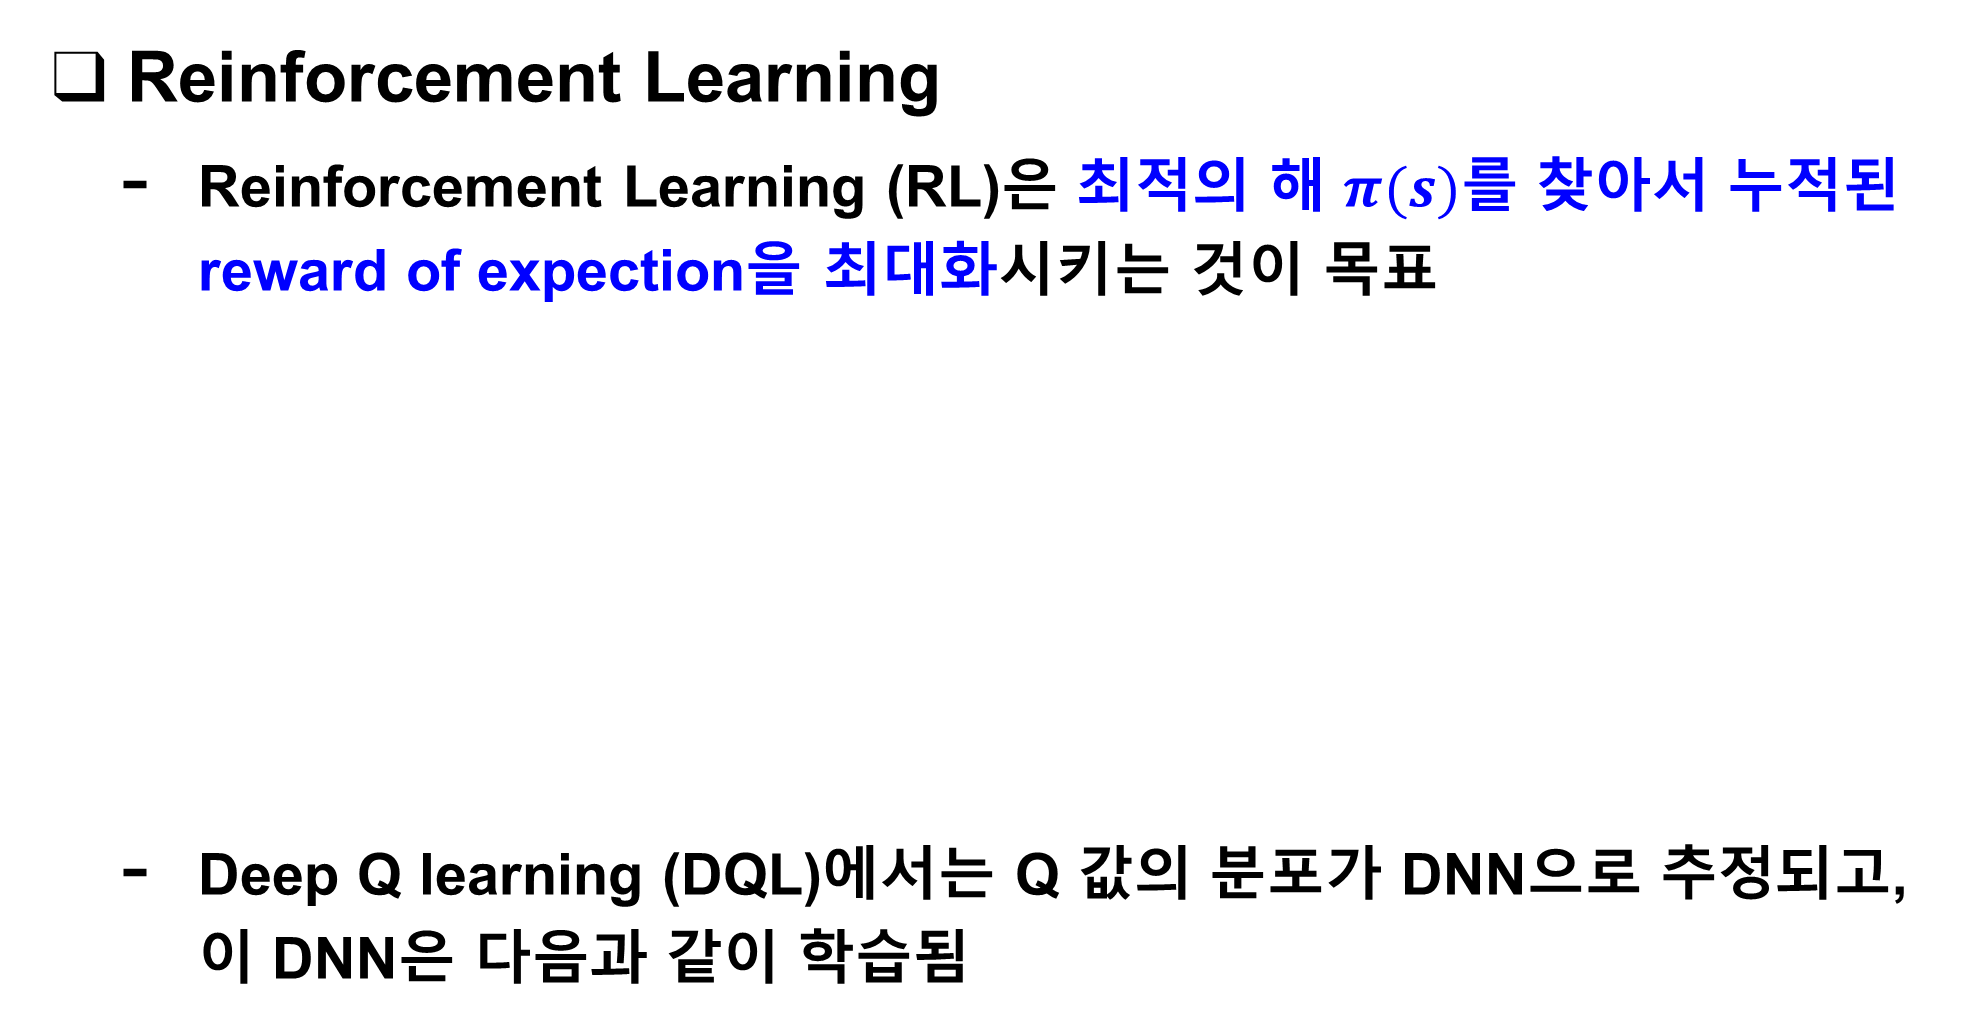 ❑ Reinforcement Learning
- Reinforcement Learning (RL)은 최적의 해 π(s)를 찾아서 누적된
reward of expection을 최대화시키는 것이 목표
- Deep Q learning (DQL)에서는 Q 값의 분포가 DNN으로 추정되고,
이 DNN은 다음과 같이 학습됨